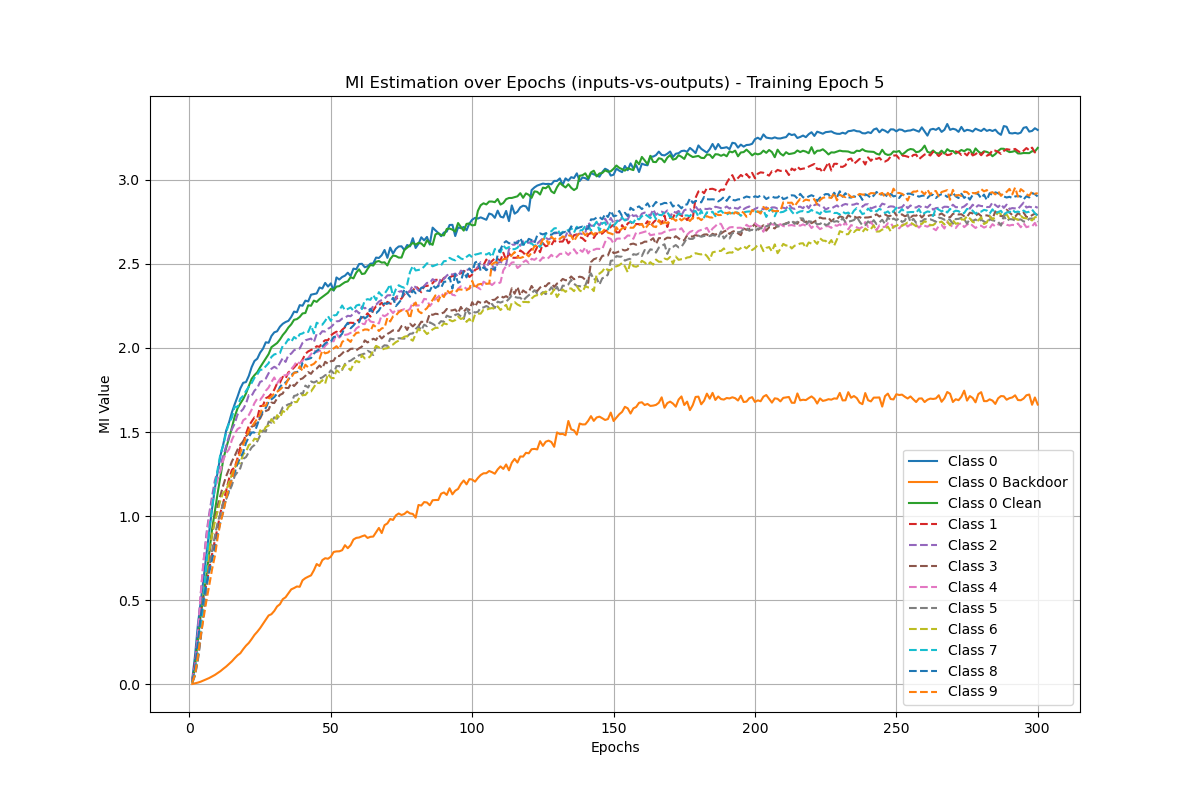 MI Estimation over Epochs (inputs-vs-outputs) - Training Epoch 5
MI Value
3.0
2.5
2.0
1.5
1.0
0.5
0.0
Class 0
Class 0 Backdoor
Class 0 Clean
Class 1
Class 2
Class 3
Class 4
Class 5
Class 6
Class 7
Class 8
Class 9
0 50 100 150 200 250 300
Epochs